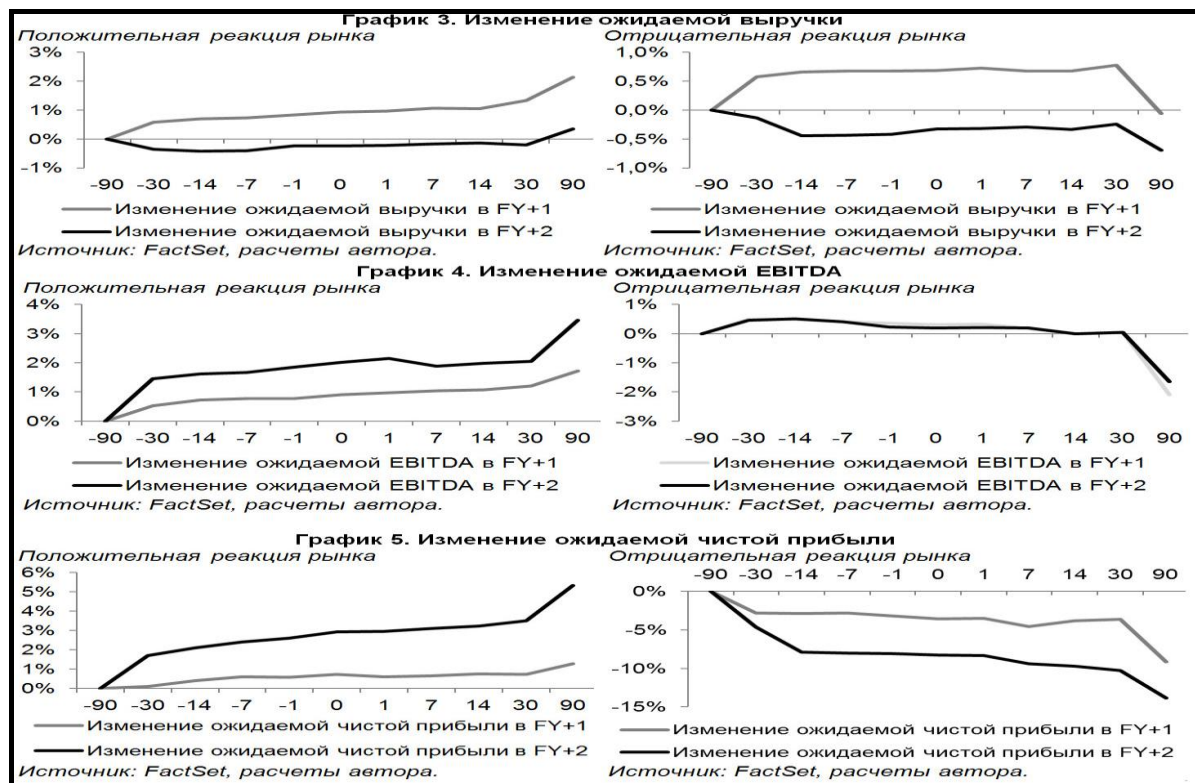 График 3. Изменение ожидаемой выручки
Положительная реакция рынка
3%
2%
1%
0%
-1%
-90 -30 -14 -7 -1 0 1 7 14 30 90
Изменение ожидаемой выручки в FY+1
Изменение ожидаемой выручки в FY+2
Источник: FactSet, расчеты автора.
Отрицательная реакция рынка
1,0%
0,5%
0,0%
-0,5%
-1,0%
-90 -30 -14 -7 -1 0 1 7 14 30 90
Изменение ожидаемой выручки в FY+1
Изменение ожидаемой выручки в FY+2
Источник: FactSet, расчеты автора.
График 4. Изменение ожидаемой EBITDA
Положительная реакция рынка
4%
3%
2%
1%
0%
-90 -30 -14 -7 -1 0 1 7 14 30 90
Изменение ожидаемой EBITDA в FY+1
Изменение ожидаемой EBITDA в FY+2
Источник: FactSet, расчеты автора.
Отрицательная реакция рынка
1%
0%
-1%
-2%
-3%
-90 -30 -14 -7 -1 0 1 7 14 30 90
Изменение ожидаемой EBITDA в FY+1
Изменение ожидаемой EBITDA в FY+2
Источник: FactSet, расчеты автора.
График 5. Изменение ожидаемой чистой прибыли
Положительная реакция рынка
6%
5%
4%
3%
2%
1%
0%
-90 -30 -14 -7 -1 0 1 7 14 30 90
Изменение ожидаемой чистой прибыли в FY+1
Изменение ожидаемой чистой прибыли в FY+2
Источник: FactSet, расчеты автора.
Отрицательная реакция рынка
-90 -30 -14 -7 -1 0 1 7 14 30 90
0%
-5%
-10%
-15%
Изменение ожидаемой чистой прибыли в FY+1
Изменение ожидаемой чистой прибыли в FY+2
Источник: FactSet, расчеты автора.